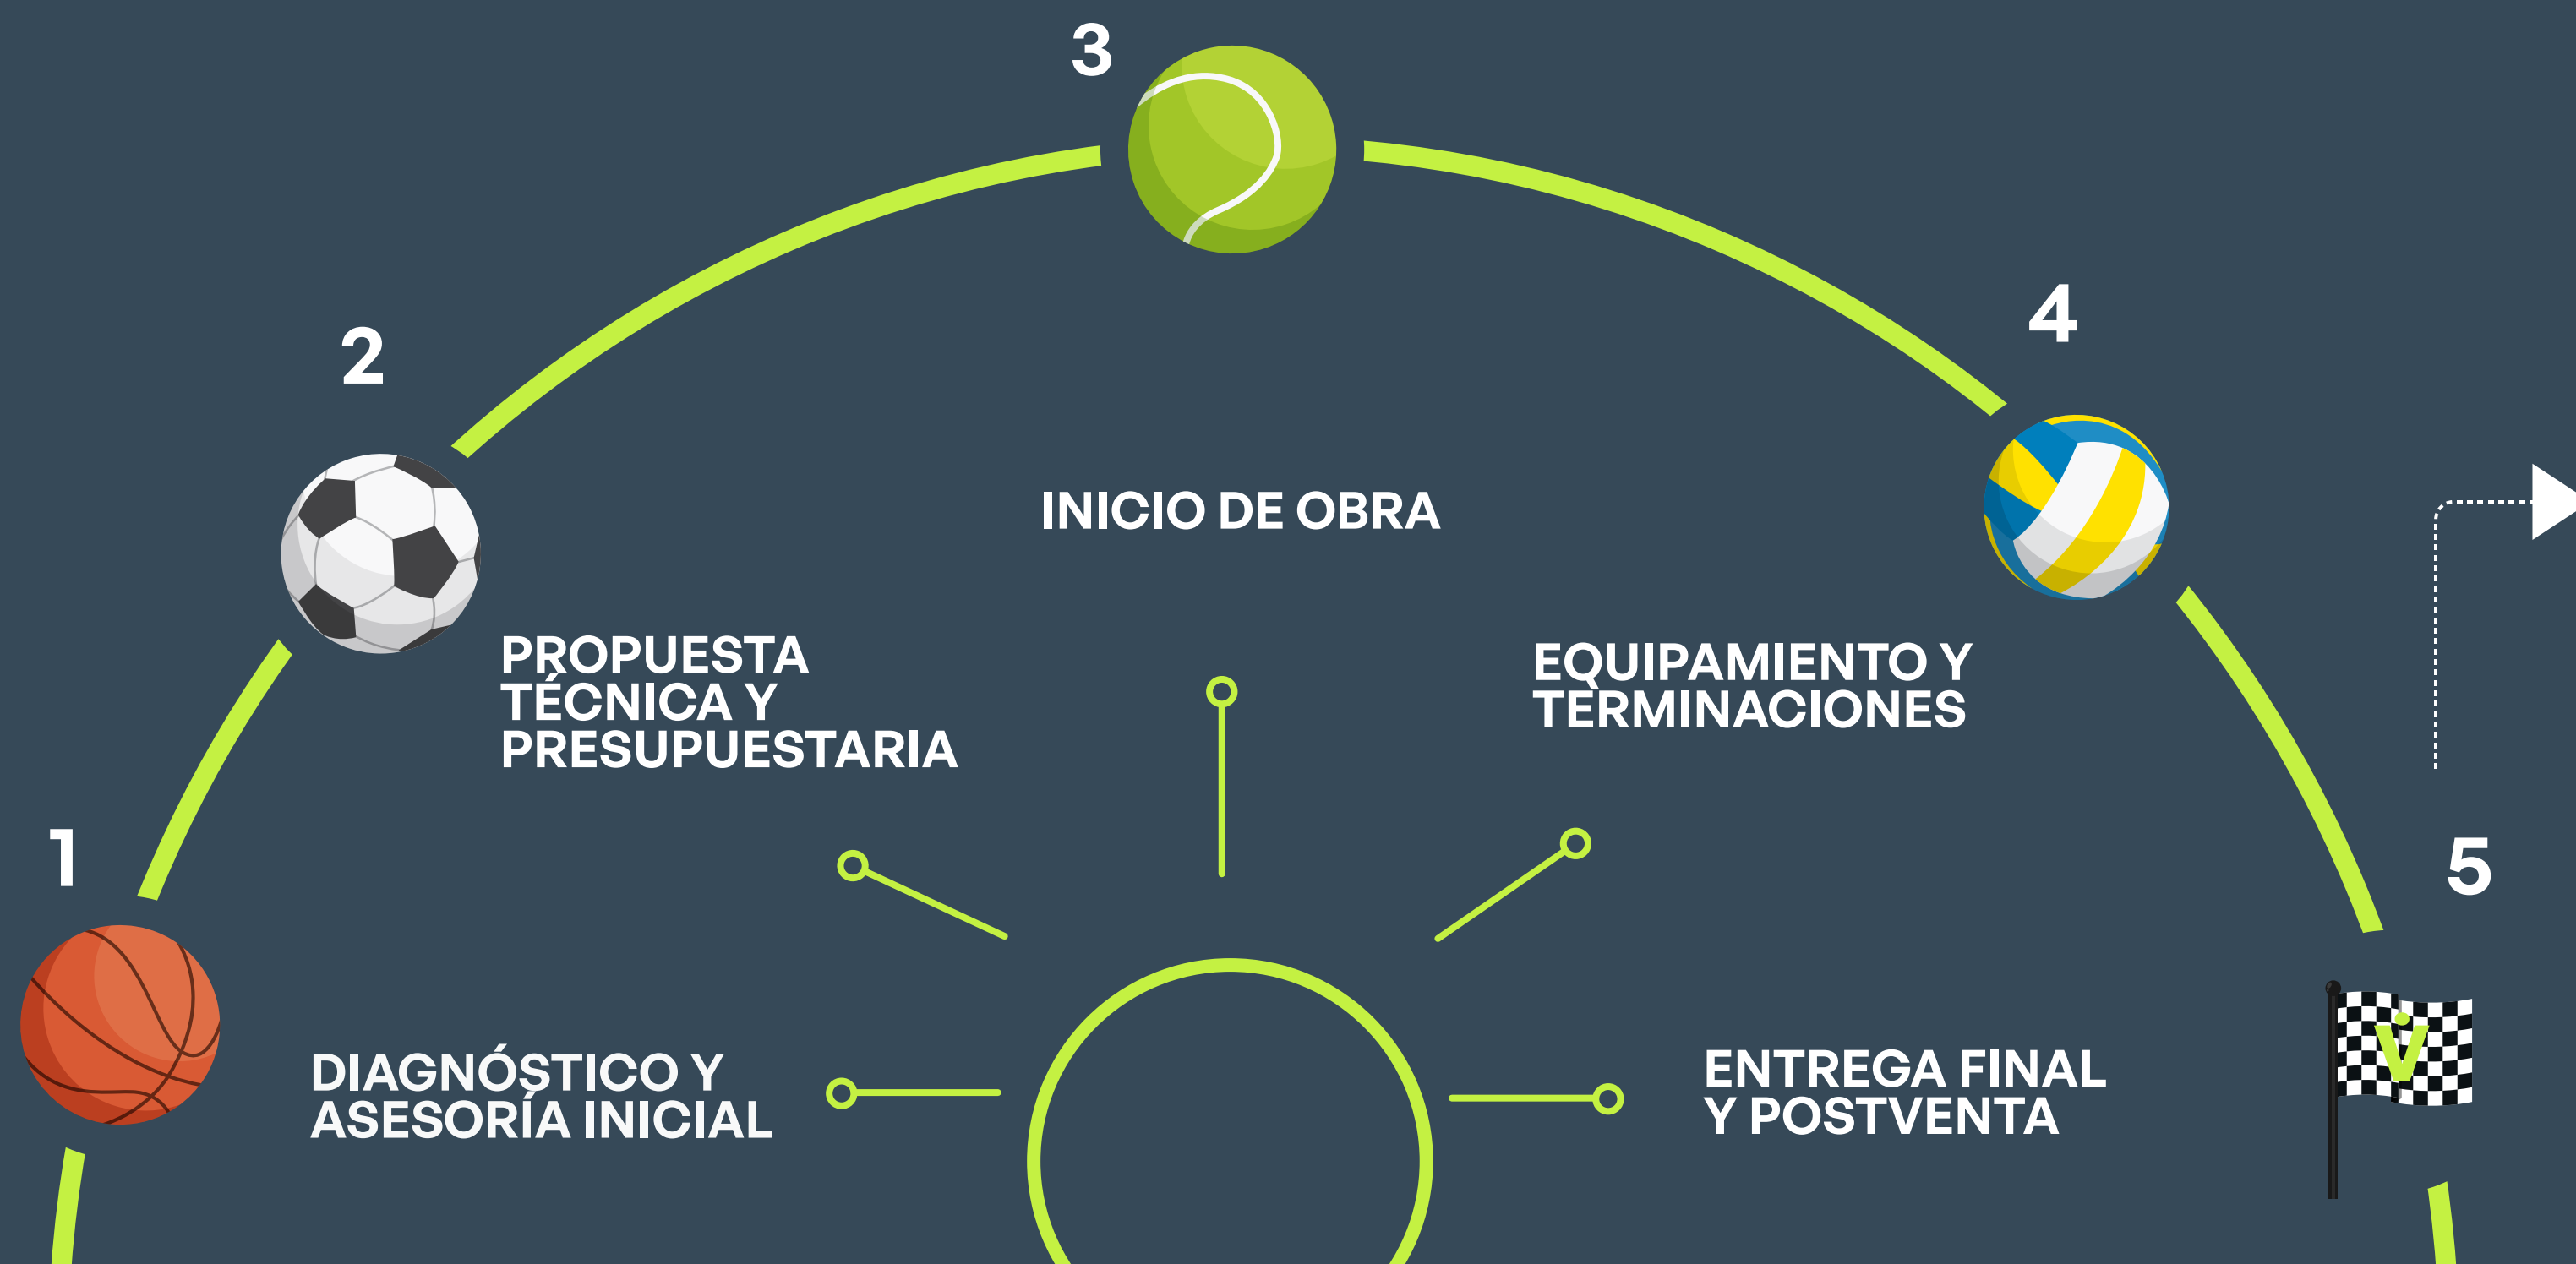 1
DIAGNÓSTICO Y
ASESORÍA INICIAL
2
PROPUESTA
TÉCNICA Y
PRESUPUESTARIA
3
INICIO DE OBRA
4
EQUIPAMIENTO Y
TERMINACIONES
5
ENTREGA FINAL
Y POSTVENTA